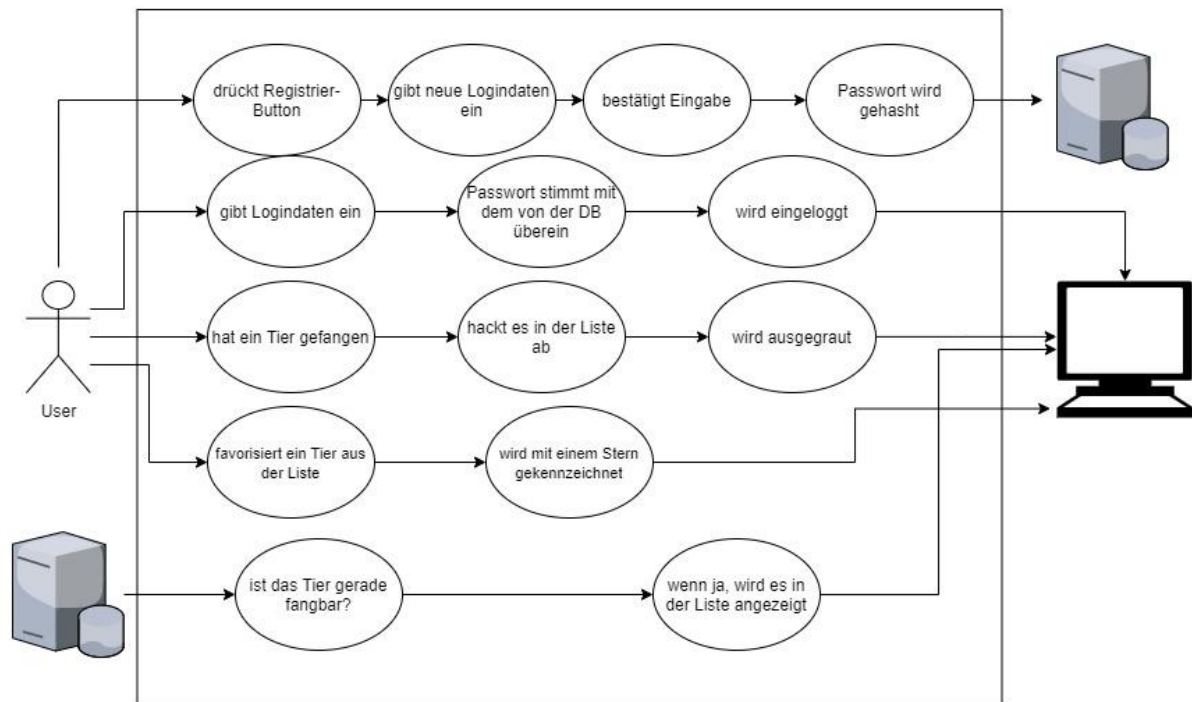 drückt Registrier-
Button
gibt neue Logindaten
ein
bestätigt Eingabe
Passwort wird
gehasht
gibt Logindaten ein
Passwort stimmt mit
dem von der DB
überein
wird eingeloggt
hat ein Tier gefangen
hackt es in der Liste
ab
wird ausgegraut
User
favorisiert ein Tier aus
der Liste
wird mit einem Stern
gekennzeichnet
ist das Tier gerade
fangbar?
wenn ja, wird es in
der Liste angezeigt